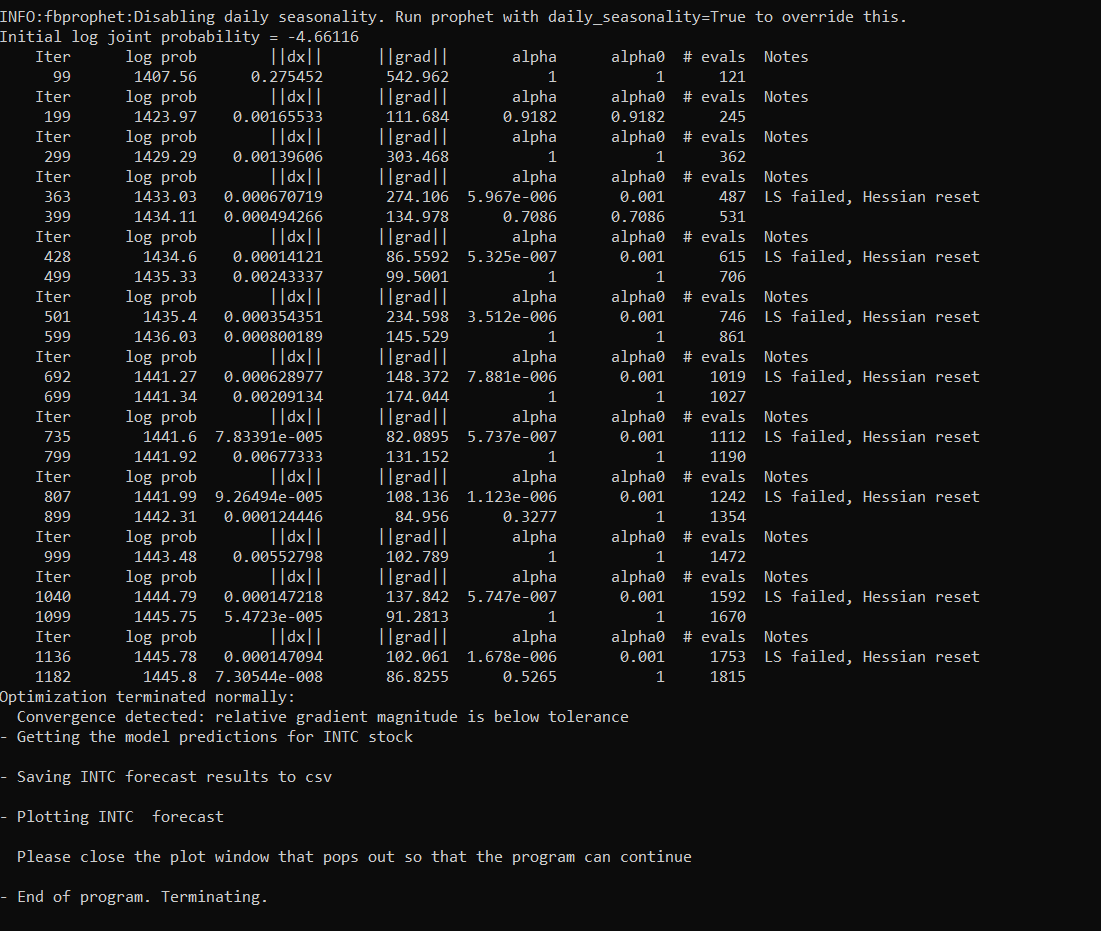 INFO:fbprophet:Disabling daily seasonality. Run prophet with daily_seasonality=True to override this.
Initial log joint probability = -4.66116
    Iter      log prob        ||dx||      ||grad||       alpha      alpha0  # evals  Notes
      99       1407.56      0.275452       542.962           1           1      121
    Iter      log prob        ||dx||      ||grad||       alpha      alpha0  # evals  Notes
     199       1423.97    0.00165533       111.684      0.9182      0.9182      245
    Iter      log prob        ||dx||      ||grad||       alpha      alpha0  # evals  Notes
     299       1429.29    0.00139606       303.468           1           1      362
    Iter      log prob        ||dx||      ||grad||       alpha      alpha0  # evals  Notes
     363       1433.03   0.000670719       274.106  5.967e-006       0.001      487  LS failed, Hessian reset
     399       1434.11   0.000494266       134.978      0.7086      0.7086      531
    Iter      log prob        ||dx||      ||grad||       alpha      alpha0  # evals  Notes
     428        1434.6    0.00014121       86.5592  5.325e-007       0.001      615  LS failed, Hessian reset
     499       1435.33    0.00243337       99.5001           1           1      706
    Iter      log prob        ||dx||      ||grad||       alpha      alpha0  # evals  Notes
     501        1435.4   0.000354351       234.598  3.512e-006       0.001      746  LS failed, Hessian reset
     599       1436.03   0.000800189       145.529           1           1      861
    Iter      log prob        ||dx||      ||grad||       alpha      alpha0  # evals  Notes
     692       1441.27   0.000628977       148.372  7.881e-006       0.001     1019  LS failed, Hessian reset
     699       1441.34    0.00209134       174.044           1           1     1027
    Iter      log prob        ||dx||      ||grad||       alpha      alpha0  # evals  Notes
     735        1441.6  7.83391e-005       82.0895  5.737e-007       0.001     1112  LS failed, Hessian reset
     799       1441.92    0.00677333       131.152           1           1     1190
    Iter      log prob        ||dx||      ||grad||       alpha      alpha0  # evals  Notes
     807       1441.99  9.26494e-005       108.136  1.123e-006       0.001     1242  LS failed, Hessian reset
     899       1442.31   0.000124446        84.956      0.3277           1     1354
    Iter      log prob        ||dx||      ||grad||       alpha      alpha0  # evals  Notes
     999       1443.48    0.00552798       102.789           1           1     1472
    Iter      log prob        ||dx||      ||grad||       alpha      alpha0  # evals  Notes
    1040       1444.79   0.000147218       137.842  5.747e-007       0.001     1592  LS failed, Hessian reset
    1099       1445.75   5.4723e-005       91.2813           1           1     1670
    Iter      log prob        ||dx||      ||grad||       alpha      alpha0  # evals  Notes
    1136       1445.78   0.000147094       102.061  1.678e-006       0.001     1753  LS failed, Hessian reset
    1182        1445.8  7.30544e-008       86.8255      0.5265           1     1815
Optimization terminated normally:
  Convergence detected: relative gradient magnitude is below tolerance
- Getting the model predictions for INTC stock
- Saving INTC forecast results to csv
- Plotting INTC  forecast
  Please close the plot window that pops out so that the program can continue
- End of program. Terminating.